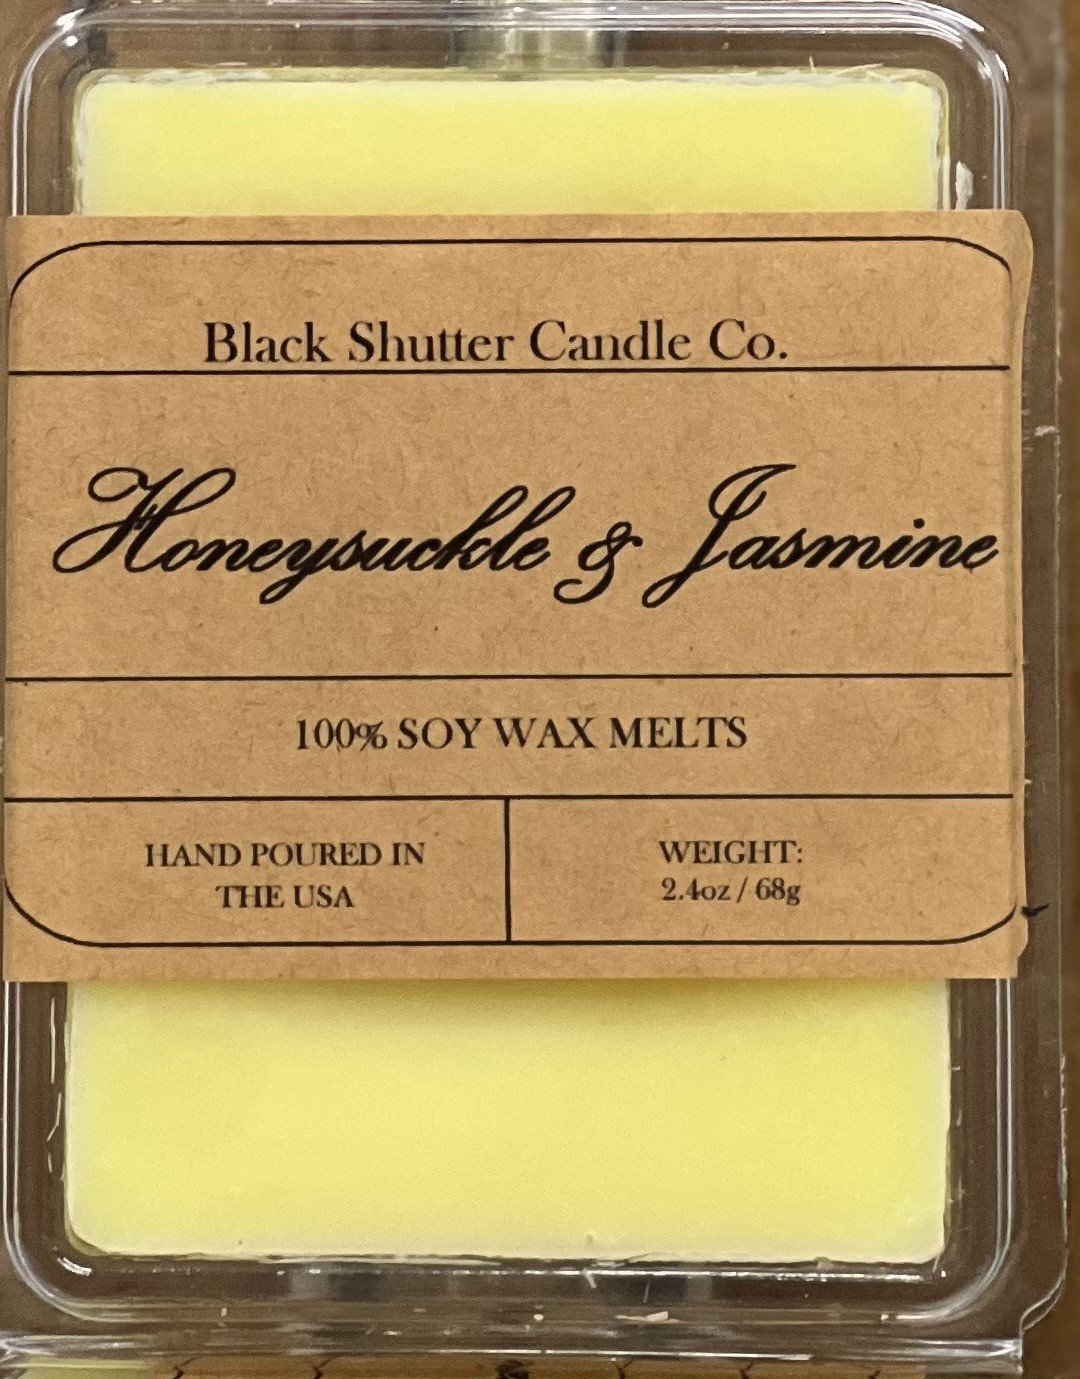 Black Shutter Candle Co.
Honeysuckle & Jasmine
100% SOY WAX MELTS
HAND POURED IN
THE USA
WEIGHT:
2.4oz / 68g